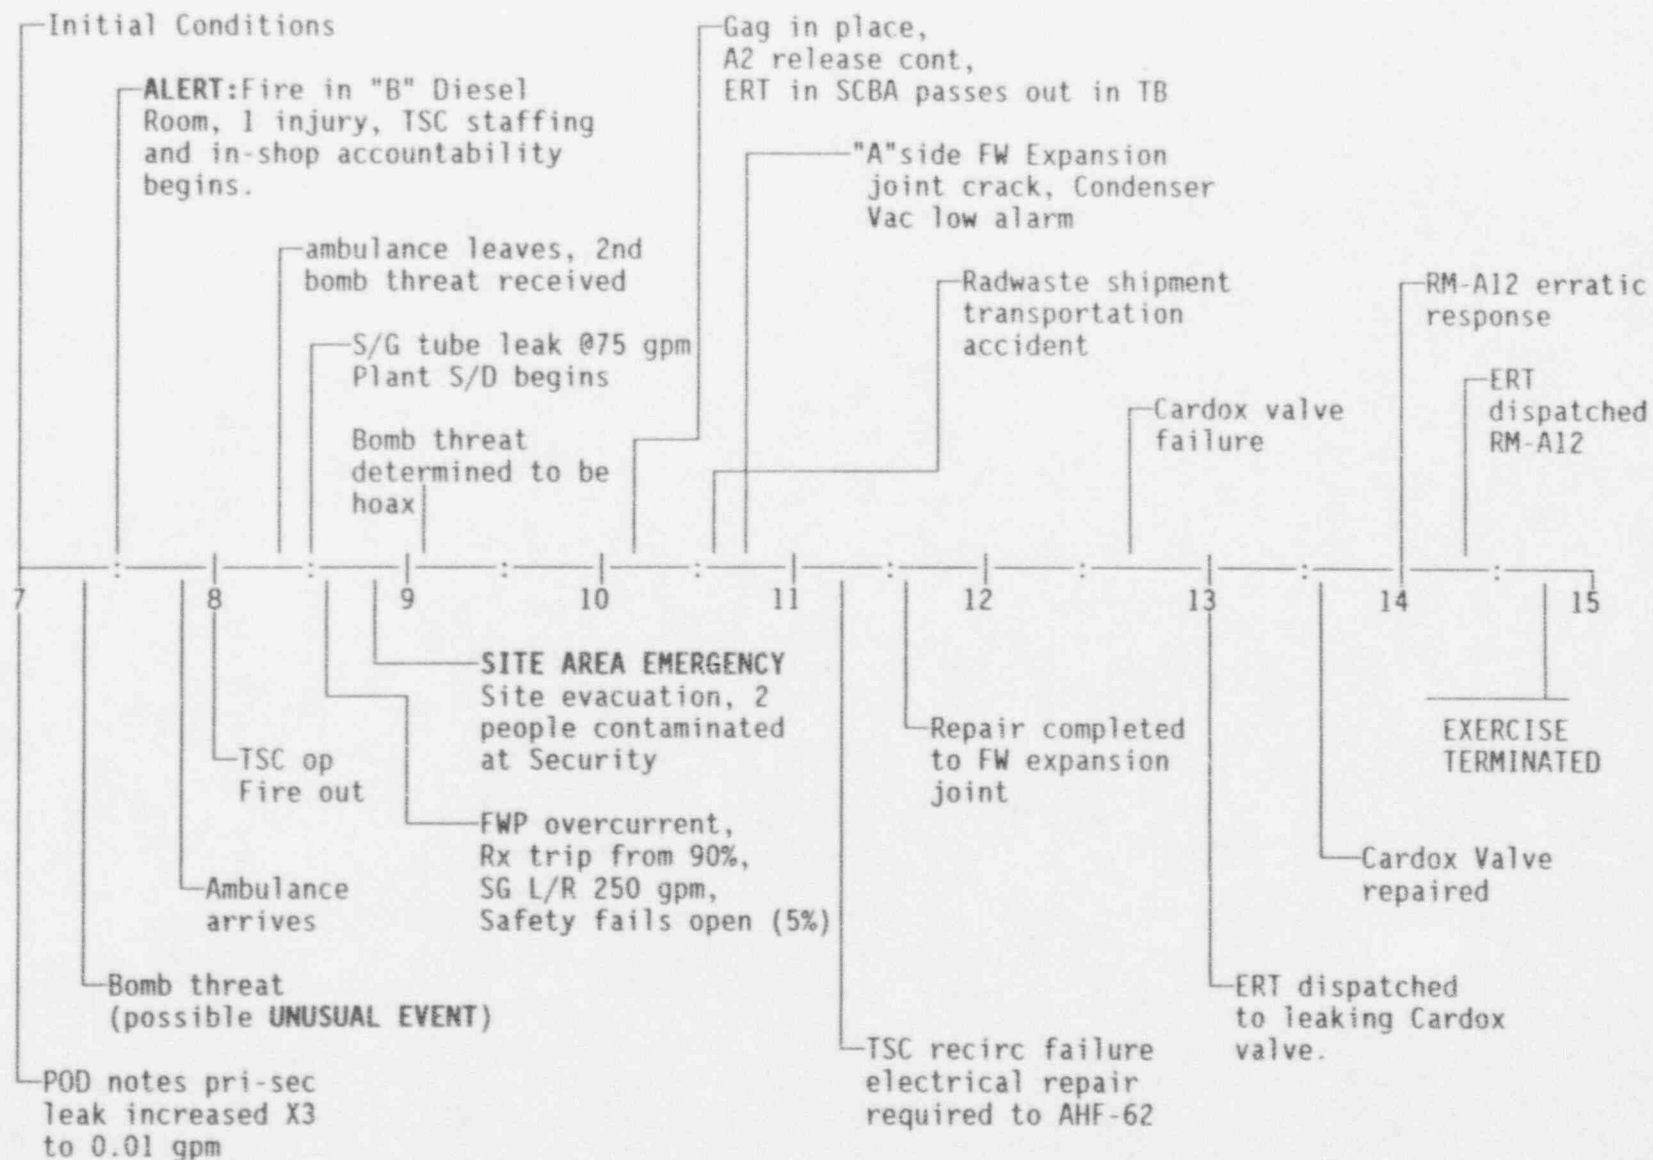 Initial Conditions
Gag in place,
A2 release cont,
ERT in SCBA passes out in TB
ALERT:Fire in "B" Diesel
Room, 1 injury, TSC staffing
and in-shop accountability
begins.
"A"side FW Expansion
joint crack, Condenser
Vac low alarm
ambulance leaves, 2nd
bomb threat received
Radwaste shipment
transportation
accident
RM-A12 erratic
response
S/G tube leak @75 gpm
Plant S/D begins
ERT
dispatched
RM-A12
Cardox valve
failure
Bomb threat
determined to be
hoax
7 8 9 10 11 12 13 14 15
SITE AREA EMERGENCY
Site evacuation, 2
people contaminated
at Security
TSC op
Fire out
Repair completed
to FW expansion
joint
EXERCISE
TERMINATED
FWP overcurrent,
Rx trip from 90%,
SG L/R 250 gpm,
Safety fails open (5%)
Ambulance
arrives
Cardox Valve
repaired
Bomb threat
(possible UNUSUAL EVENT)
ERT dispatched
to leaking Cardox
valve.
TSC recirc failure
electrical repair
required to AHF-62
POD notes pri-sec
leak increased X3
to 0.01 gpm